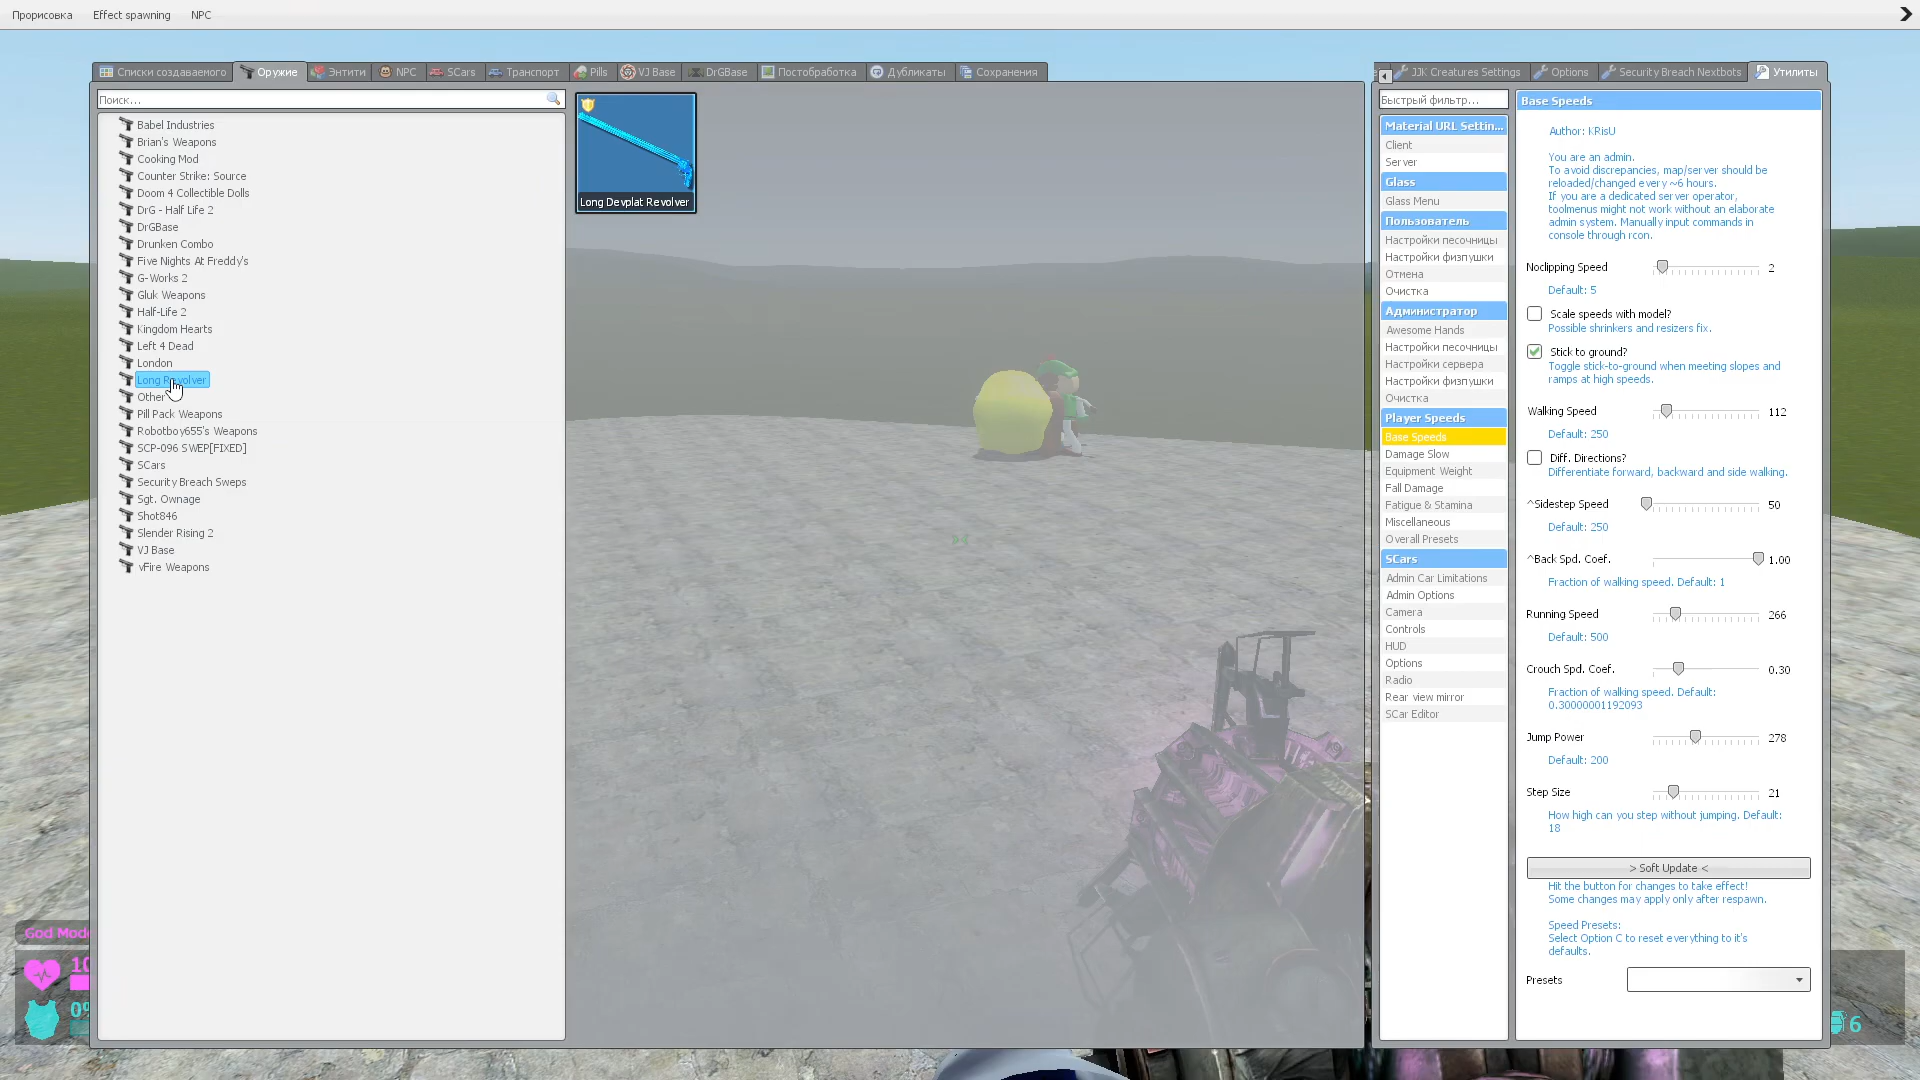 Прорисовка
Effect spawning
NPC
Списки создаваемого
Оружие
Энтити
NPC
SCars
Транспорт
Pills
VJ Base
DrGBase
Постобработка
Дубликаты
Сохранения
JJK Creatures Settings
Options
Security Breach Nextbots
Утилиты
Поиск...
Babel Industries
Brian's Weapons
Cooking Mod
Counter Strike: Source
Doom 4 Collectible Dolls
DrG - Half Life 2
DrGBase
Drunken Combo
Five Nights At Freddy's
G-Works 2
Gluk Weapons
Half-Life 2
Kingdom Hearts
Left 4 Dead
London
Long Revolver
Other
Pill Pack Weapons
Robotboy655's Weapons
SCP-096 SWEP[FIXED]
SCars
Security Breach Sweps
Sgt. Ownage
Shot846
Slender Rising 2
VJ Base
vFire Weapons
Long Devplat Revolver
Быстрый фильтр...
Material URL Settin...
Client
Server
Glass
Glass Menu
Пользователь
Настройки песочницы
Настройки физпушки
Отмена
Очистка
Администратор
Awesome Hands
Настройки песочницы
Настройки сервера
Настройки физпушки
Очистка
Player Speeds
Base Speeds
Damage Slow
Equipment Weight
Fall Damage
Fatigue & Stamina
Miscellaneous
Overall Presets
SCars
Admin Car Limitations
Admin Options
Camera
Controls
HUD
Options
Radio
Rear view mirror
SCar Editor
Base Speeds
Author: KRisU
You are an admin.
To avoid discrepancies, map/server should be
reloaded/changed every ~6 hours.
If you are a dedicated server operator,
toolmenus might not work without an elaborate
admin system. Manually input commands in
console through rcon.
Noclipping Speed 2
Default: 5
Scale speeds with model?
Possible shrinkers and resizers fix.
Stick to ground?
Toggle stick-to-ground when meeting slopes and
ramps at high speeds.
Walking Speed 112
Default: 250
Diff. Directions?
Differentiate forward, backward and side walking.
^Sidestep Speed 50
Default: 250
^Back Spd. Coef. 1.00
Fraction of walking speed. Default: 1
Running Speed 266
Default: 500
Crouch Spd. Coef. 0.30
Fraction of walking speed. Default:
0.30000001192093
Jump Power 278
Default: 200
Step Size 21
How high can you step without jumping. Default:
18
> Soft Update <
Hit the button for changes to take effect!
Some changes may apply only after respawn.
Speed Presets:
Select Option C to reset everything to it's
defaults.
Presets
God Mode
10
0%
6